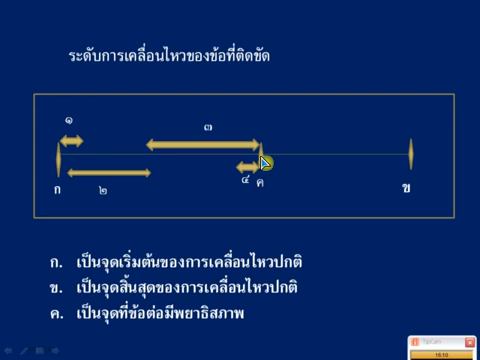 ระดับการเคลื่อนไหวของข้อที่ติดขัด
๑
๓
ก
๒
๔
ค
ข
ก. เป็นจุดเริ่มต้นของการเคลื่อนไหวปกติ
ข. เป็นจุดสิ้นสุดของการเคลื่อนไหวปกติ
ค. เป็นจุดที่ข้อต่อมีพยาธิสภาพ
16:10